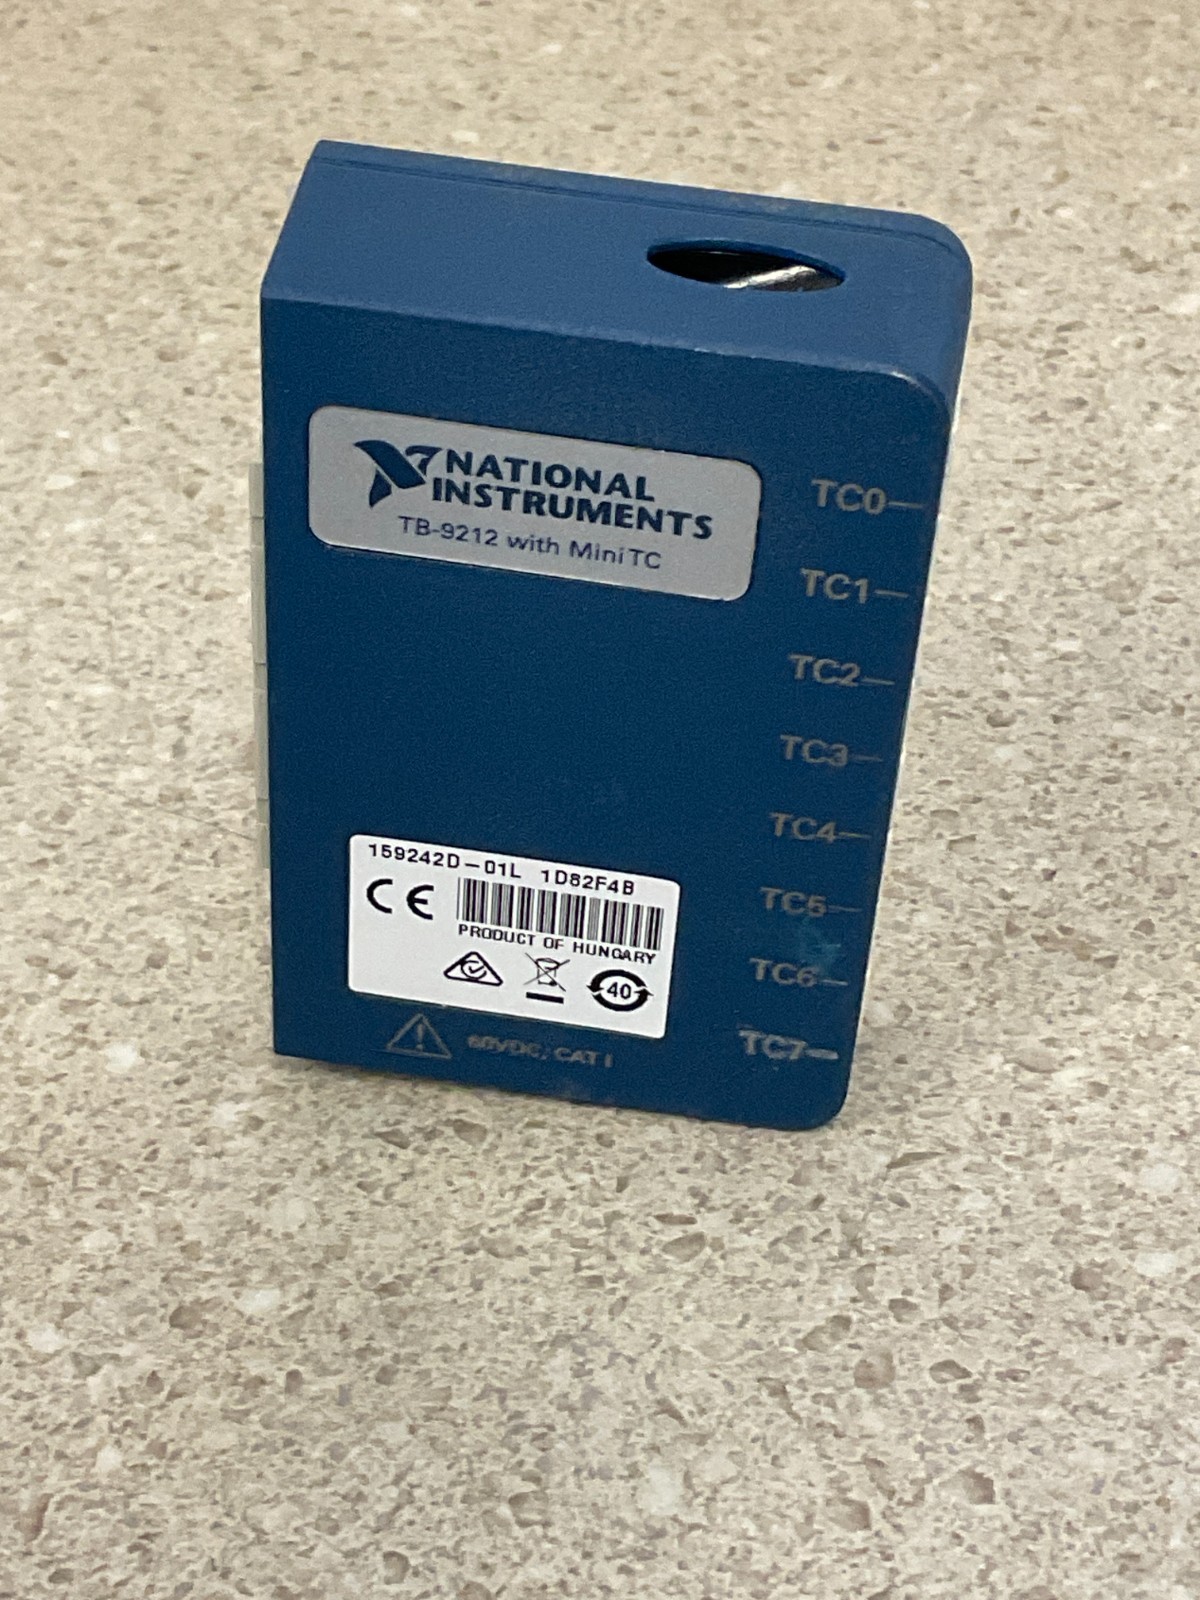 NATIONAL
INSTRUMENTS
TB-9212 with Mini TC
TC0
TC1
TC2
TC3
TC4
TC5
TC6
TC7
159242D-01L 1D82F4B
CE
PRODUCT OF HUNGARY
40
60VDC, CAT I